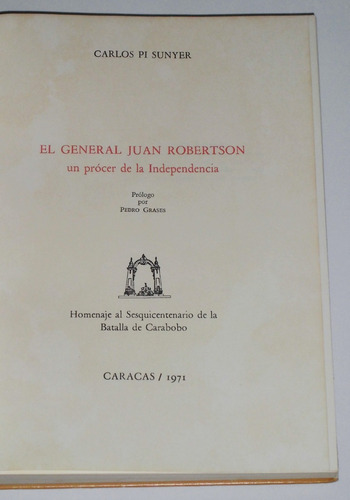 CARLOS PI SUNYER
EL GENERAL JUAN ROBERTSON
un prócer de la Independencia
Prólogo
por
PEDRO GRASES
Homenaje al Sesquicentenario de la
Batalla de Carabobo
CARACAS / 1971